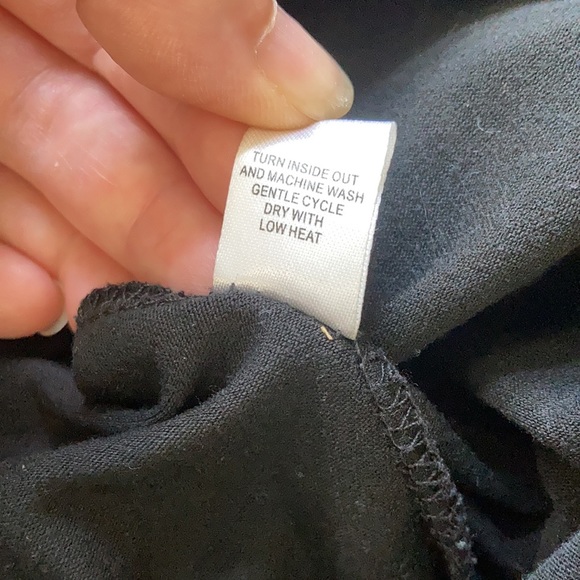 TURN INSIDE OUT
AND MACHINE WASH
GENTLE CYCLE
DRY WITH
LOW HEAT